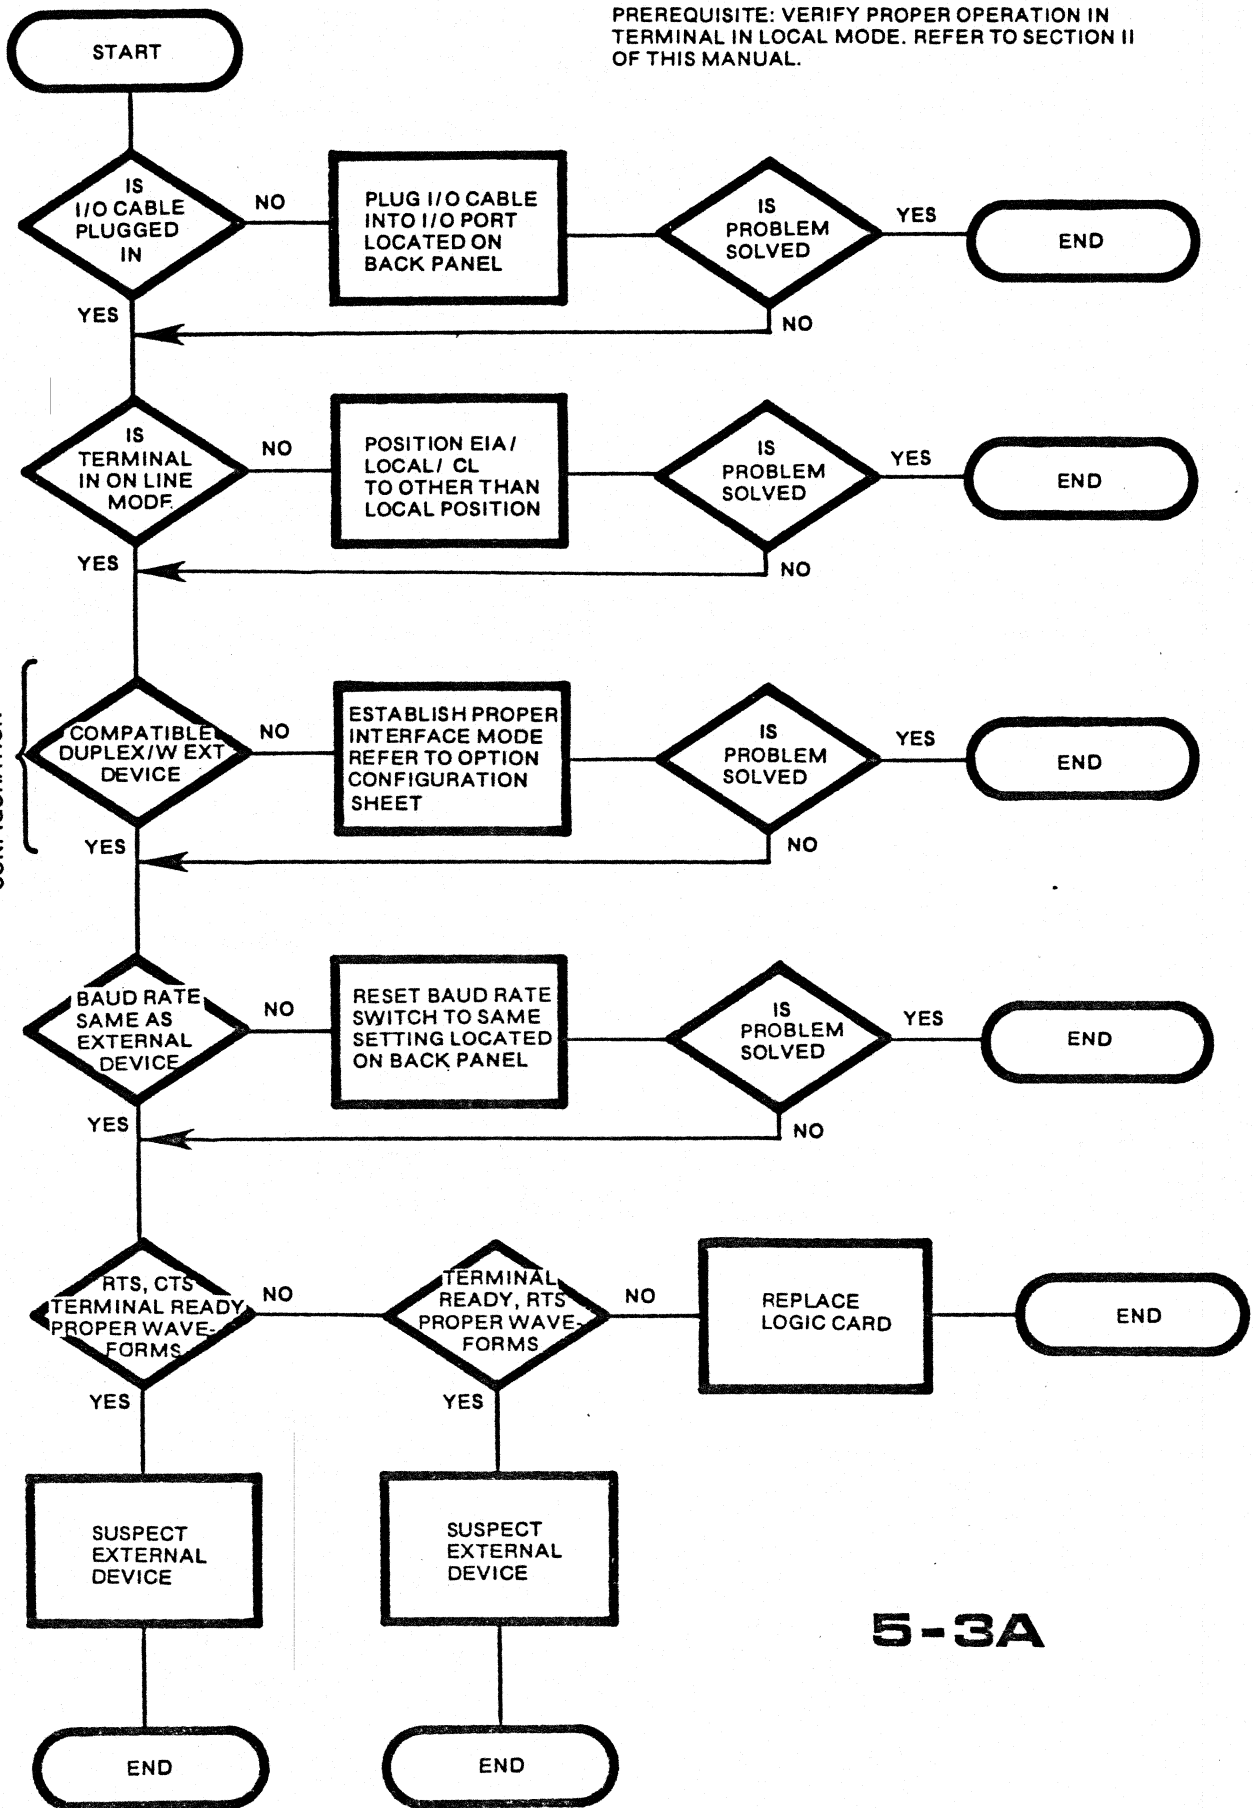 PREREQUISITE: VERIFY PROPER OPERATION IN
TERMINAL IN LOCAL MODE. REFER TO SECTION II
OF THIS MANUAL.
START
IS
I/O CABLE
PLUGGED
IN
NO
PLUG I/O CABLE
INTO I/O PORT
LOCATED ON
BACK PANEL
IS
PROBLEM
SOLVED
YES
END
YES
NO
IS
TERMINAL
IN ON LINE
MODE.
NO
POSITION EIA/
LOCAL/ CL
TO OTHER THAN
LOCAL POSITION
IS
PROBLEM
SOLVED
YES
END
YES
NO
COMPATIBLE
DUPLEX/W EXT
DEVICE
NO
ESTABLISH PROPER
INTERFACE MODE
REFER TO OPTION
CONFIGURATION
SHEET
IS
PROBLEM
SOLVED
YES
END
YES
NO
BAUD RATE
SAME AS
EXTERNAL
DEVICE
NO
RESET BAUD RATE
SWITCH TO SAME
SETTING LOCATED
ON BACK PANEL
IS
PROBLEM
SOLVED
YES
END
YES
NO
RTS, CTS
TERMINAL READY
PROPER WAVE-
FORMS
NO
TERMINAL
READY, RTS
PROPER WAVE-
FORMS
NO
REPLACE
LOGIC CARD
END
YES
YES
SUSPECT
EXTERNAL
DEVICE
SUSPECT
EXTERNAL
DEVICE
5-3A
END
END